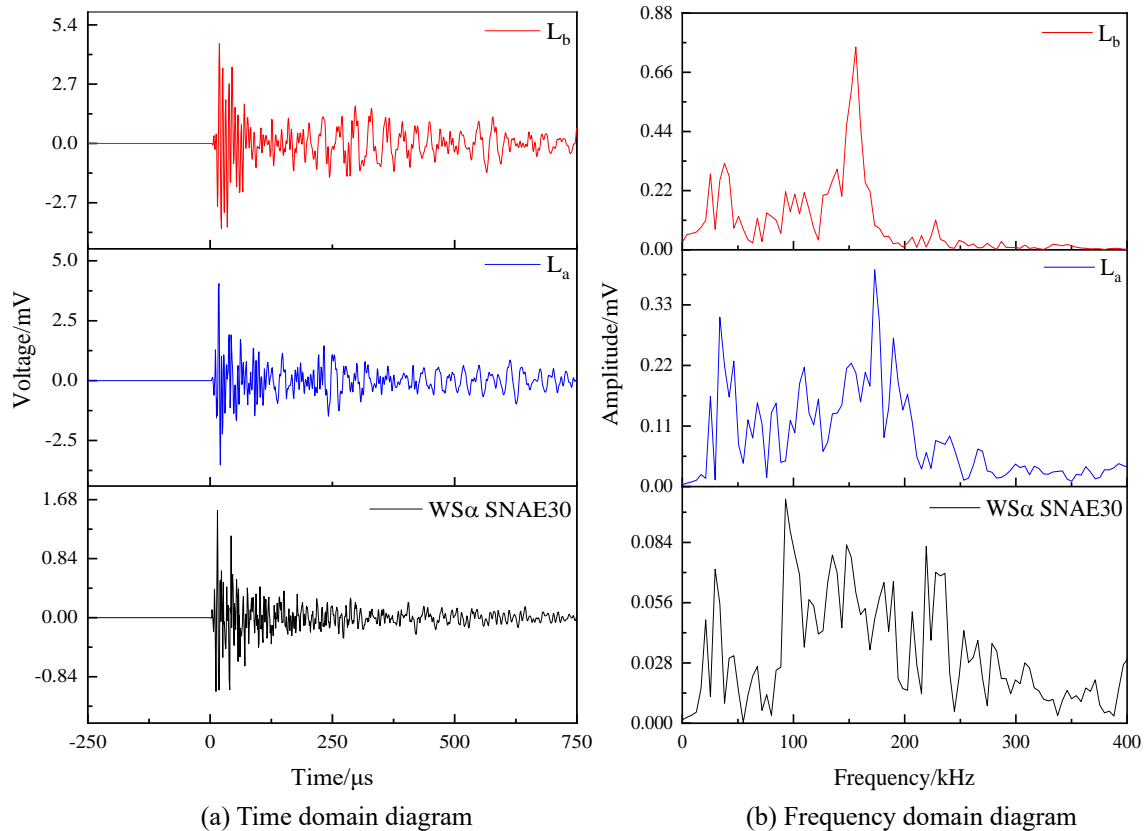 5.4
2.7
0.0
-2.7
L_b
5.0
2.5
0.0
-2.5
L_a
1.68
0.84
0.00
-0.84
WSα SNAE30
Voltage/mV
-250
0
250
500
750
Time/μs
(a) Time domain diagram
0.88
0.66
0.44
0.22
0.00
L_b
0.33
0.22
0.11
0.00
L_a
0.084
0.056
0.028
0.000
WSα SNAE30
Amplitude/mV
0
100
200
300
400
Frequency/kHz
(b) Frequency domain diagram